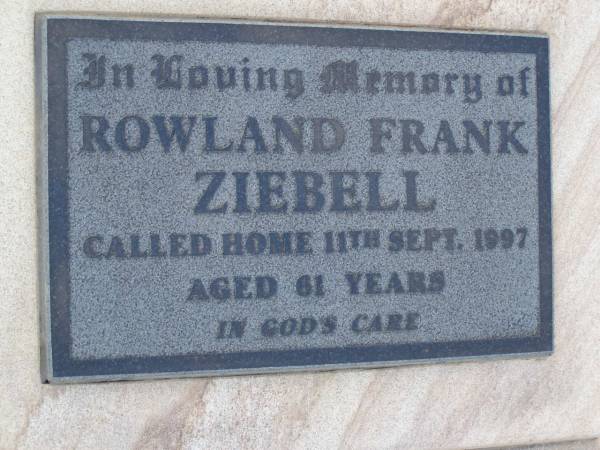 In Loving Memory of
ROWLAND FRANK
ZIEBELL
CALLED HOME 11TH SEPT. 1997
AGED 61 YEARS
IN GOD'S CARE